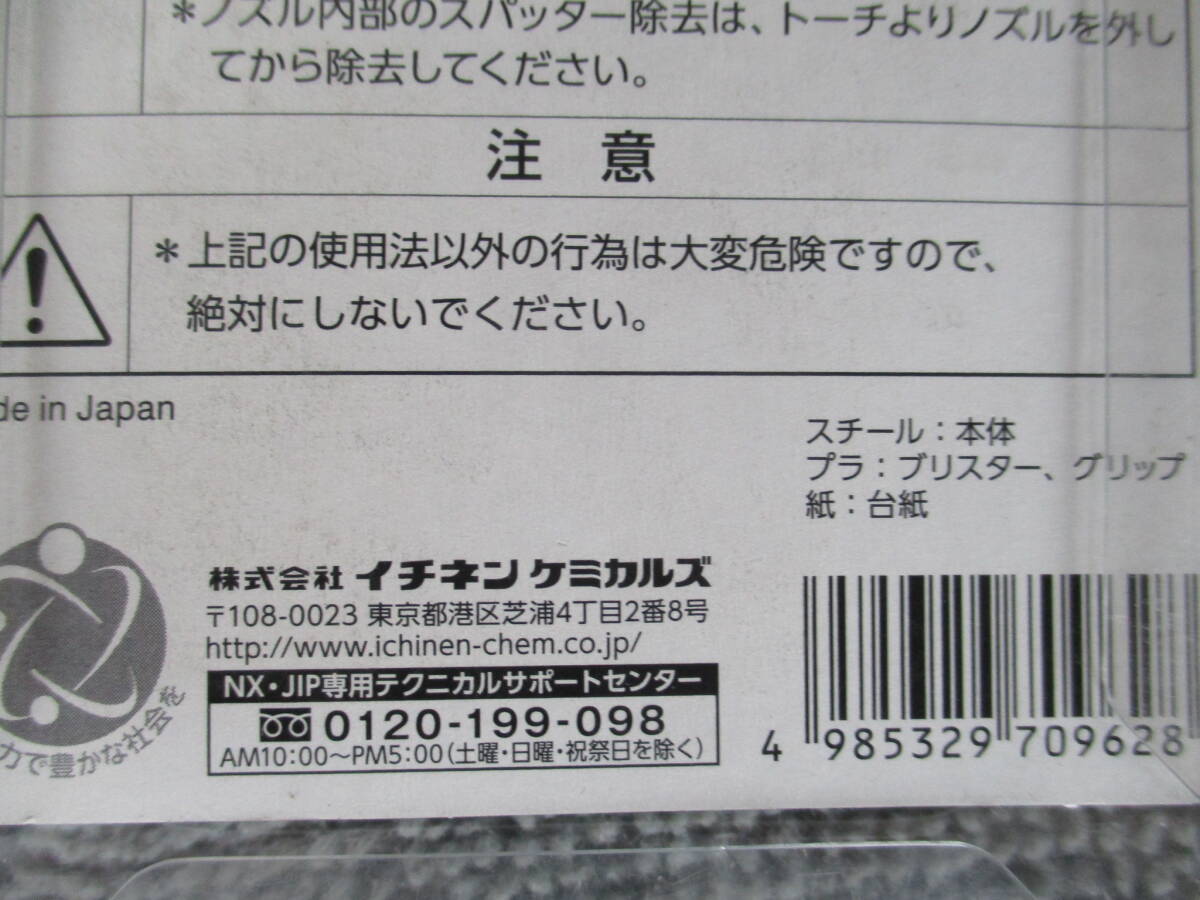 *ノズル内部のスパッター除去は、トーチよりノズルを外し
てから除去してください。
注 意
*上記の使用法以外の行為は大変危険ですので、
絶対にしないでください。
de in Japan
スチール：本体
プラ：ブリスター、グリップ
紙：台紙
株式会社 イチネン ケミカルズ
〒108-0023 東京都港区芝浦4丁目2番8号
http://www.ichinen-chem.co.jp/
NX・JIP専用テクニカルサポートセンター
0120-199-098
AM10:00〜PM5:00（土曜・日曜・祝祭日を除く）
力で豊かな社会を
4 985329 709628